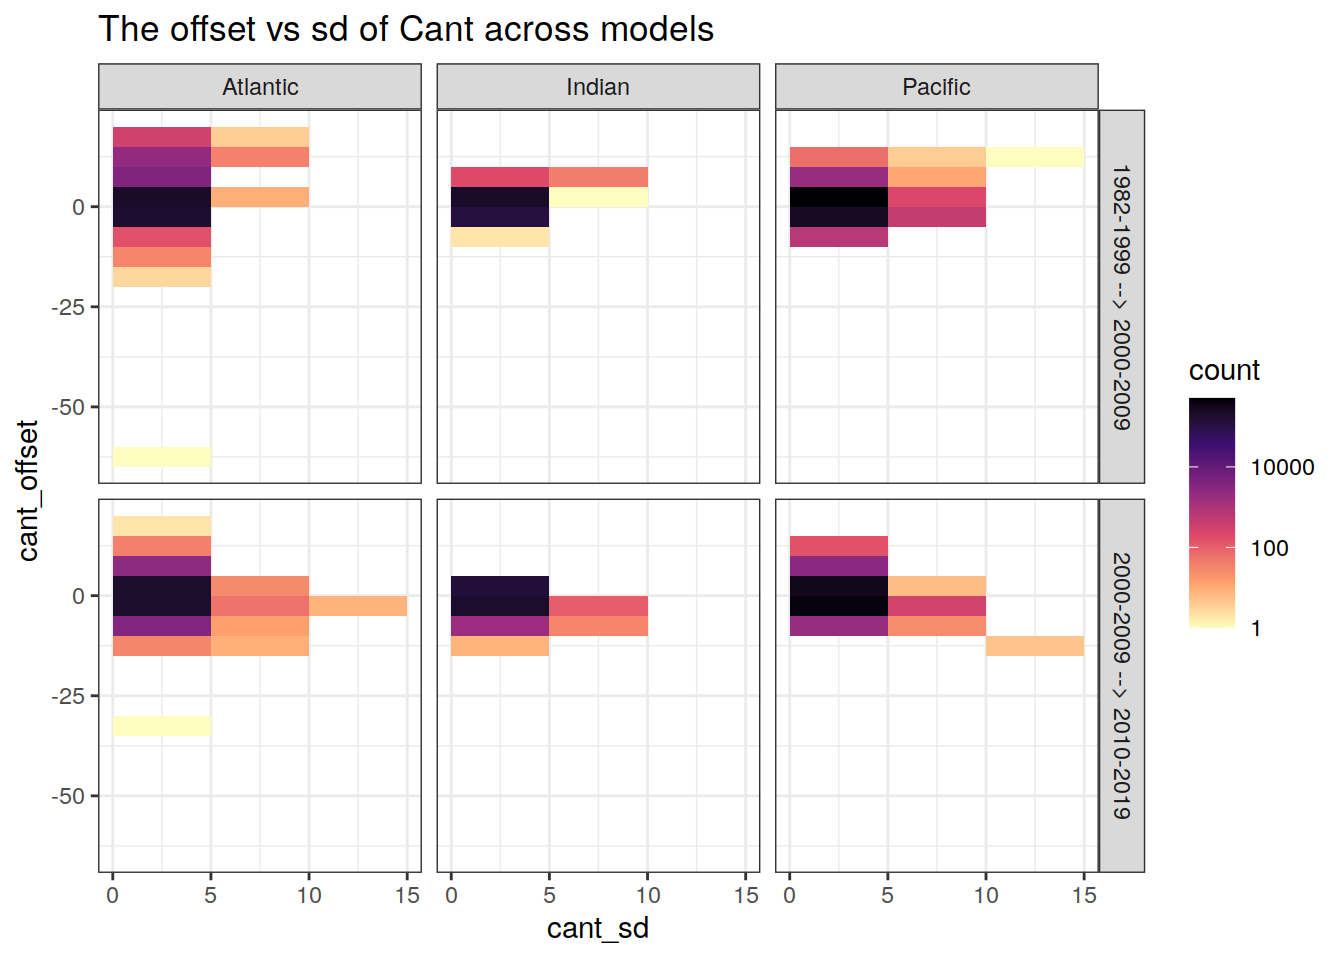 The offset vs sd of Cant across models
Atlantic
Indian
Pacific
1982-1999 --> 2000-2009
2000-2009 --> 2010-2019
0
-25
-50
0
-25
-50
cant_offset
0
5
10
15
0
5
10
15
0
5
10
15
cant_sd
count
10000
100
1